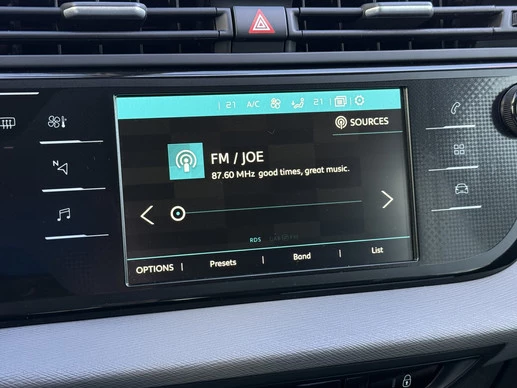 21 A/C 21
SOURCES
FM / JOE
87.60 MHz good times, great music.
N
RDS
OPTIONS Presets Band List